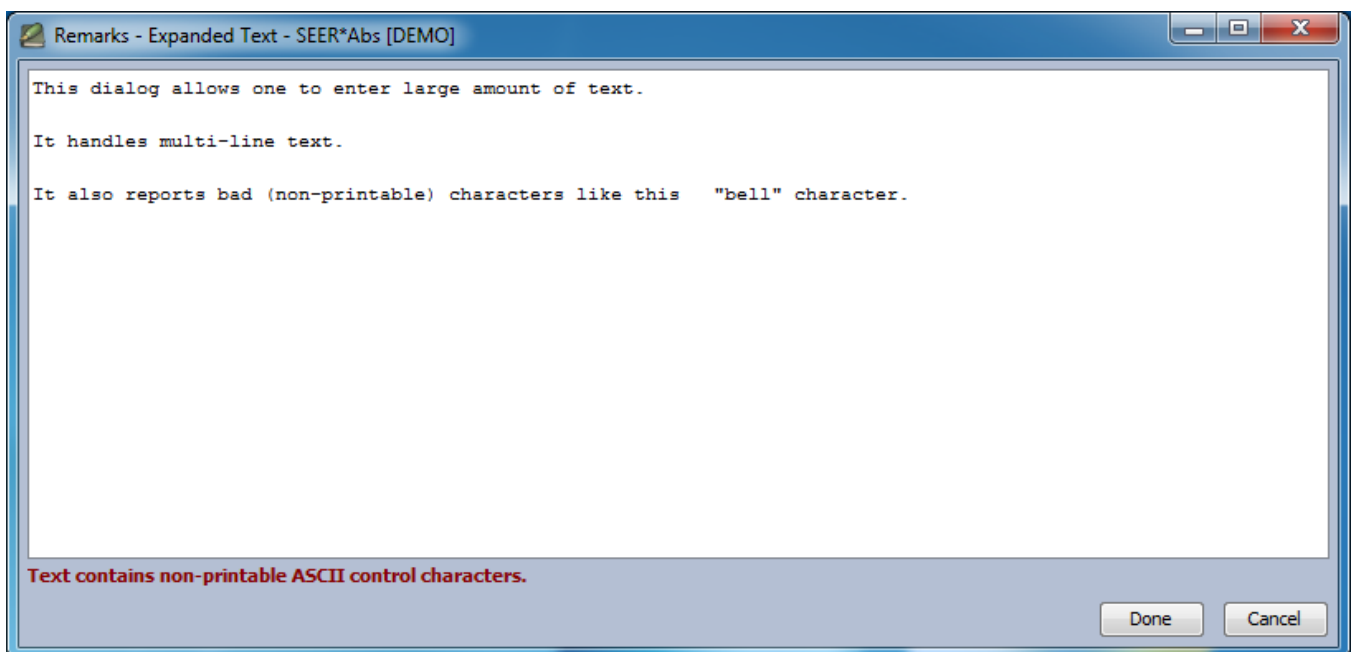 Remarks - Expanded Text - SEER*Abs [DEMO]
This dialog allows one to enter large amount of text.
It handles multi-line text.
It also reports bad (non-printable) characters like this   "bell" character.
Text contains non-printable ASCII control characters.
Done Cancel